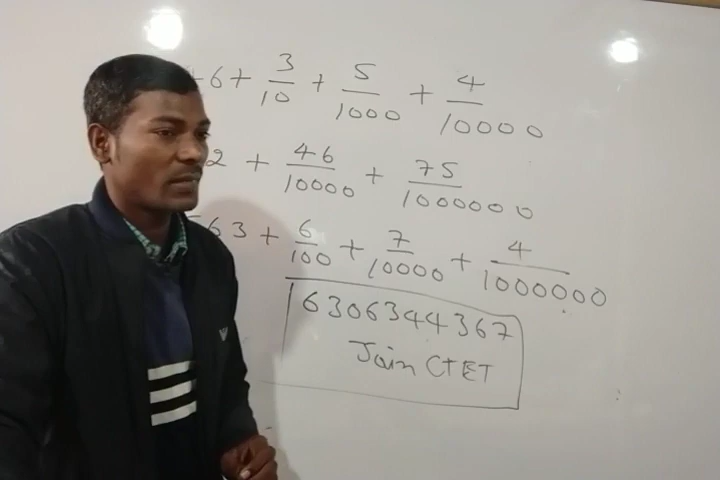 +6+ 3/10 + 5/1000 + 4/10000
2 + 46/10000 + 75/1000000
563 + 6/100 + 7/10000 + 4/1000000
6306344367
Join CTET